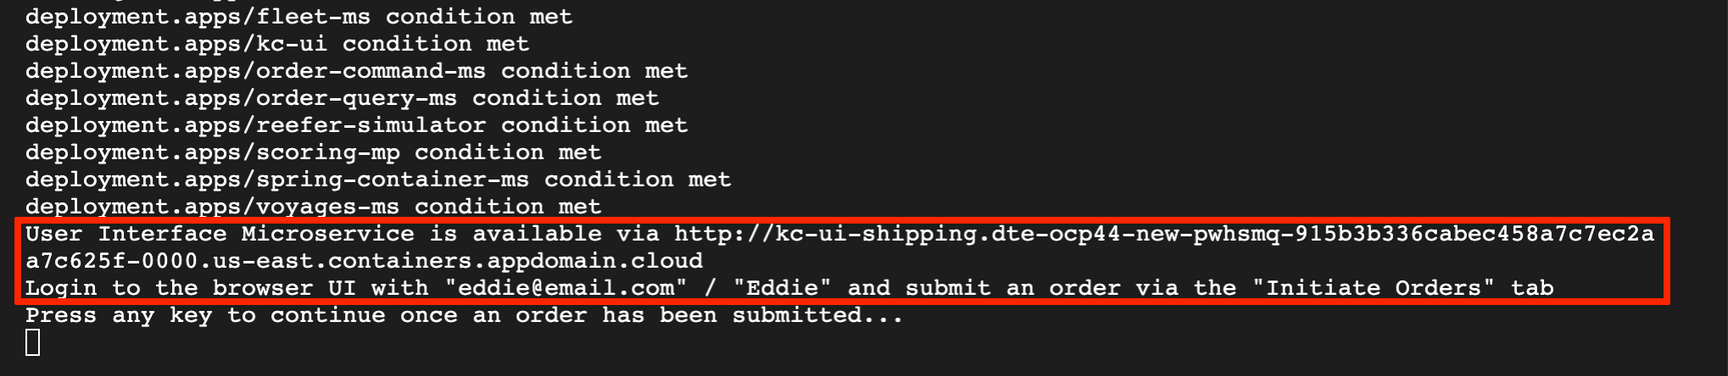 deployment.apps/fleet-ms condition met
deployment.apps/kc-ui condition met
deployment.apps/order-command-ms condition met
deployment.apps/order-query-ms condition met
deployment.apps/reefer-simulator condition met
deployment.apps/scoring-mp condition met
deployment.apps/spring-container-ms condition met
deployment.apps/voyages-ms condition met
User Interface Microservice is available via http://kc-ui-shipping.dte-ocp44-new-pwhsmq-915b3b336cabec458a7c7ec2a
a7c625f-0000.us-east.containers.appdomain.cloud
Login to the browser UI with "eddie@email.com" / "Eddie" and submit an order via the "Initiate Orders" tab
Press any key to continue once an order has been submitted...